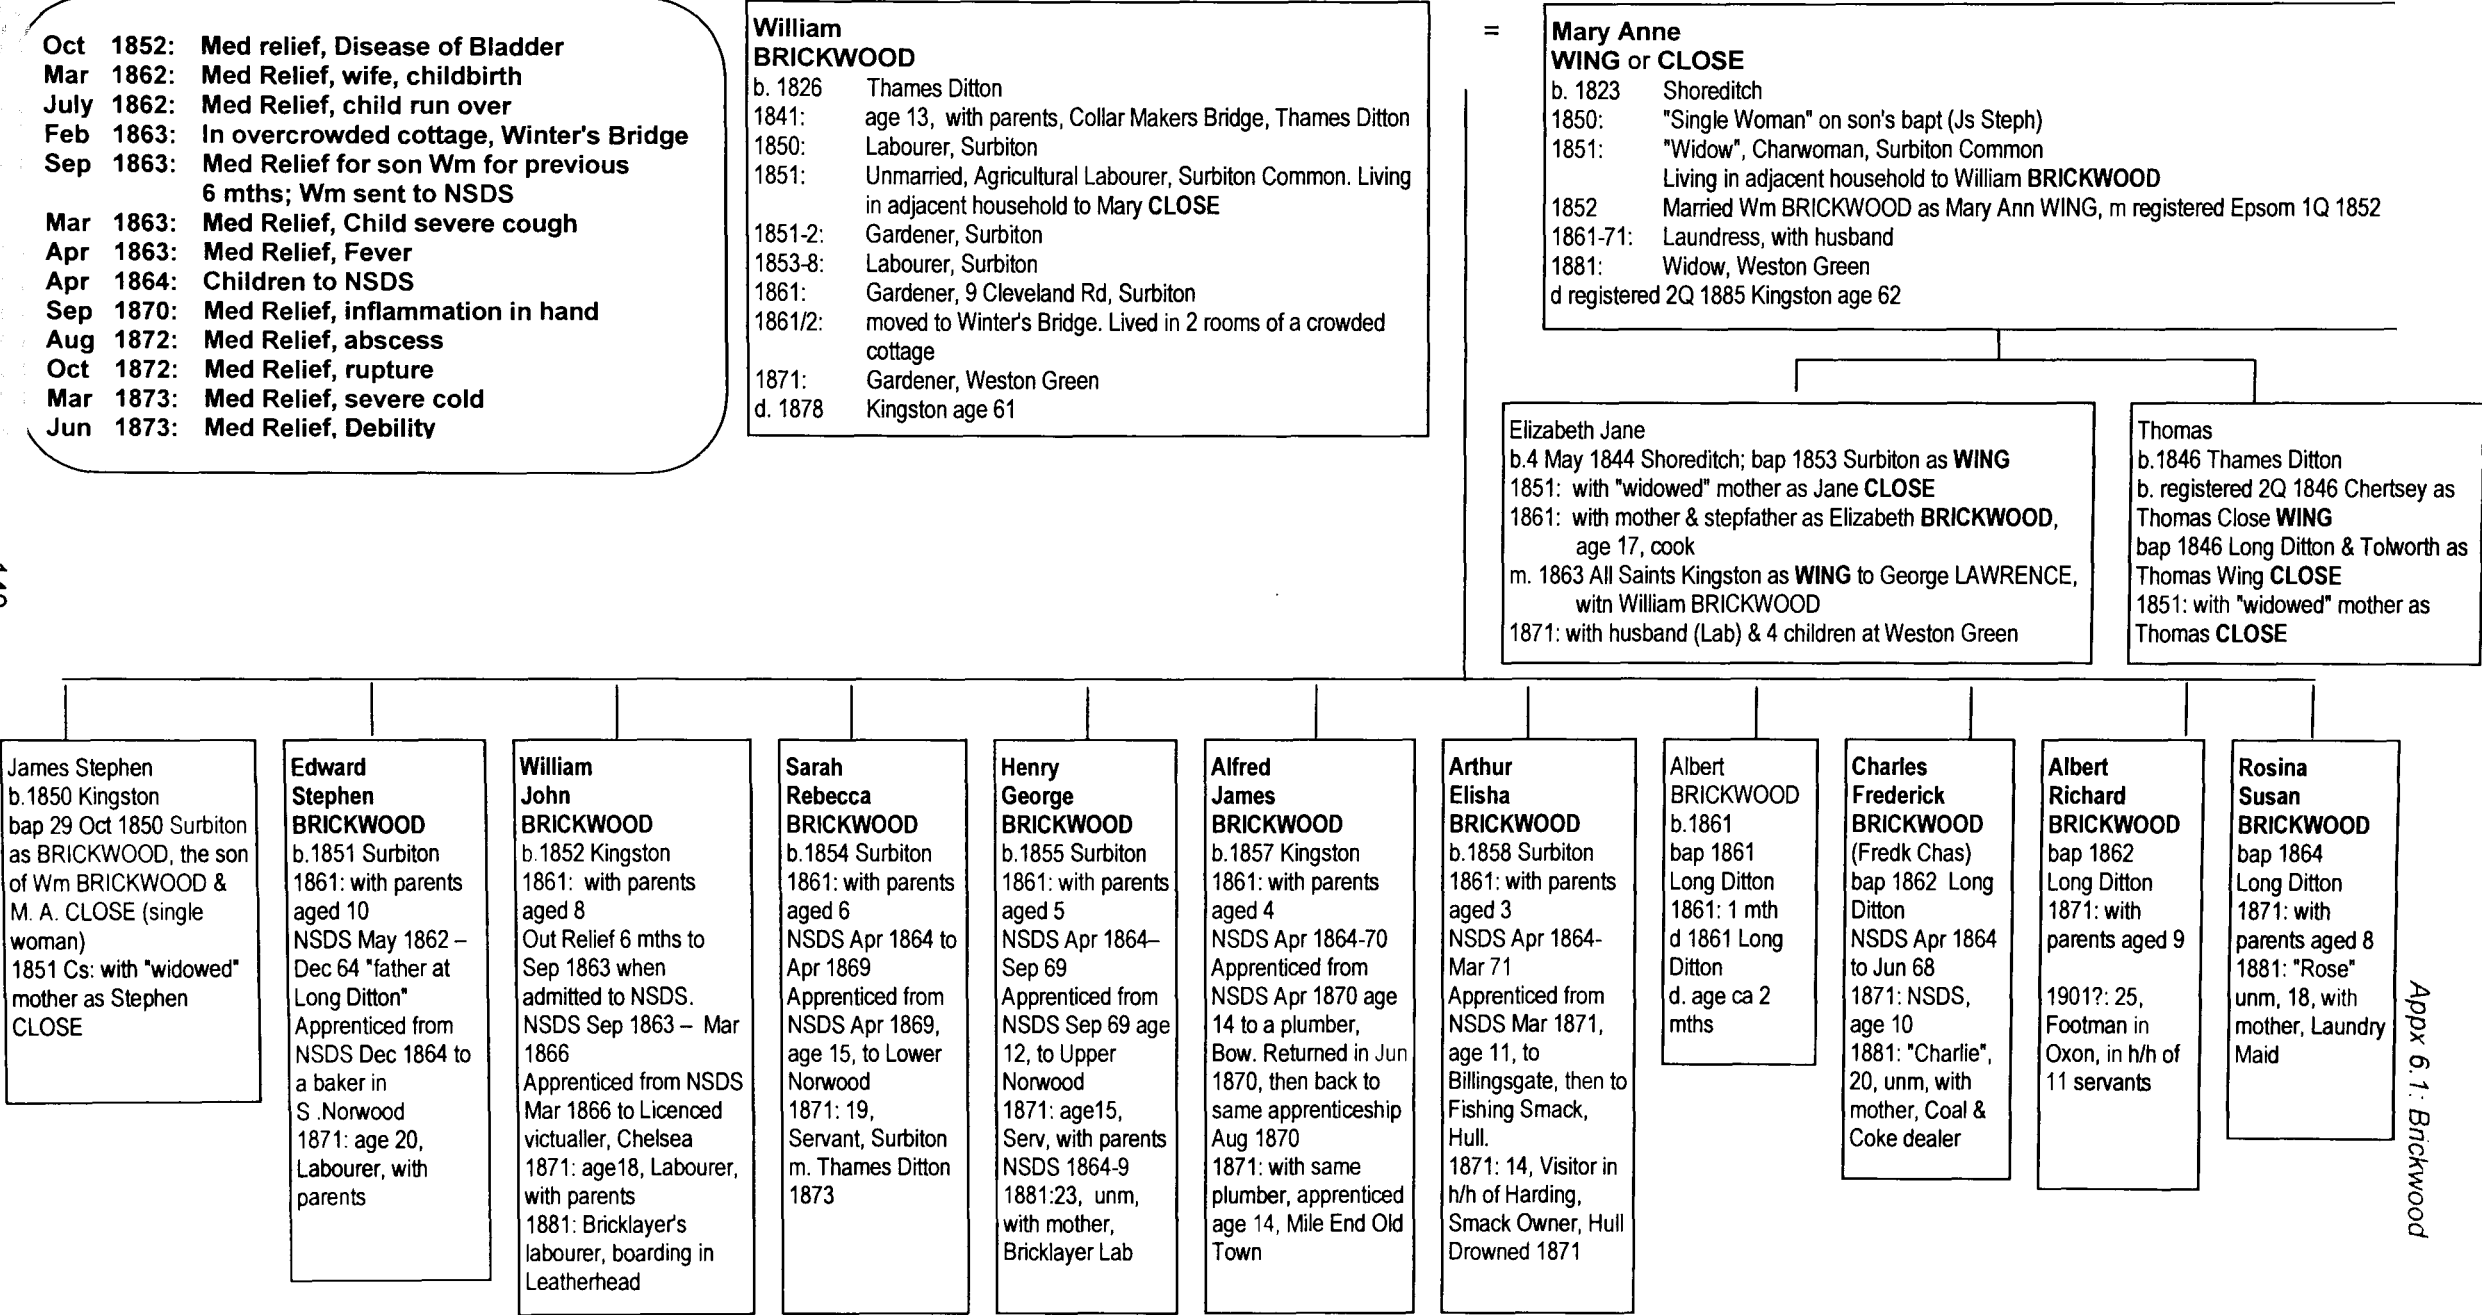 Oct 1852: Med relief, Disease of Bladder
Mar 1862: Med Relief, wife, childbirth
July 1862: Med Relief, child run over
Feb 1863: In overcrowded cottage, Winter's Bridge
Sep 1863: Med Relief for son Wm for previous
6 mths; Wm sent to NSDS
Mar 1863: Med Relief, Child severe cough
Apr 1863: Med Relief, Fever
Apr 1864: Children to NSDS
Sep 1870: Med Relief, inflammation in hand
Aug 1872: Med Relief, abscess
Oct 1872: Med Relief, rupture
Mar 1873: Med Relief, severe cold
Jun 1873: Med Relief, Debility
William
BRICKWOOD
b. 1826 Thames Ditton
1841: age 13, with parents, Collar Makers Bridge, Thames Ditton
1850: Labourer, Surbiton
1851: Unmarried, Agricultural Labourer, Surbiton Common. Living
in adjacent household to Mary CLOSE
1851-2: Gardener, Surbiton
1853-8: Labourer, Surbiton
1861: Gardener, 9 Cleveland Rd, Surbiton
1861/2: moved to Winter's Bridge. Lived in 2 rooms of a crowded
cottage
1871: Gardener, Weston Green
d. 1878 Kingston age 61
=
Mary Anne
WING or CLOSE
b. 1823 Shoreditch
1850: "Single Woman" on son's bapt (Js Steph)
1851: "Widow", Charwoman, Surbiton Common
Living in adjacent household to William BRICKWOOD
1852 Married Wm BRICKWOOD as Mary Ann WING, m registered Epsom 1Q 1852
1861-71: Laundress, with husband
1881: Widow, Weston Green
d registered 2Q 1885 Kingston age 62
Elizabeth Jane
b.4 May 1844 Shoreditch; bap 1853 Surbiton as WING
1851: with "widowed" mother as Jane CLOSE
1861: with mother & stepfather as Elizabeth BRICKWOOD,
age 17, cook
m. 1863 All Saints Kingston as WING to George LAWRENCE,
witn William BRICKWOOD
1871: with husband (Lab) & 4 children at Weston Green
Thomas
b.1846 Thames Ditton
b. registered 2Q 1846 Chertsey as
Thomas Close WING
bap 1846 Long Ditton & Tolworth as
Thomas Wing CLOSE
1851: with "widowed" mother as
Thomas CLOSE
James Stephen
b.1850 Kingston
bap 29 Oct 1850 Surbiton
as BRICKWOOD, the son
of Wm BRICKWOOD &
M. A. CLOSE (single
woman)
1851 Cs: with "widowed"
mother as Stephen
CLOSE
Edward
Stephen
BRICKWOOD
b.1851 Surbiton
1861: with parents
aged 10
NSDS May 1862 –
Dec 64 "father at
Long Ditton"
Apprenticed from
NSDS Dec 1864 to
a baker in
S .Norwood
1871: age 20,
Labourer, with
parents
William
John
BRICKWOOD
b.1852 Kingston
1861: with parents
aged 8
Out Relief 6 mths to
Sep 1863 when
admitted to NSDS.
NSDS Sep 1863 – Mar
1866
Apprenticed from NSDS
Mar 1866 to Licenced
victualler, Chelsea
1871: age18, Labourer,
with parents
1881: Bricklayer's
labourer, boarding in
Leatherhead
Sarah
Rebecca
BRICKWOOD
b.1854 Surbiton
1861: with parents
aged 6
NSDS Apr 1864 to
Apr 1869
Apprenticed from
NSDS Apr 1869,
age 15, to Lower
Norwood
1871: 19,
Servant, Surbiton
m. Thames Ditton
1873
Henry
George
BRICKWOOD
b.1855 Surbiton
1861: with parents
aged 5
NSDS Apr 1864–
Sep 69
Apprenticed from
NSDS Sep 69 age
12, to Upper
Norwood
1871: age15,
Serv, with parents
NSDS 1864-9
1881:23, unm,
with mother,
Bricklayer Lab
Alfred
James
BRICKWOOD
b.1857 Kingston
1861: with parents
aged 4
NSDS Apr 1864-70
Apprenticed from
NSDS Apr 1870 age
14 to a plumber,
Bow. Returned in Jun
1870, then back to
same apprenticeship
Aug 1870
1871: with same
plumber, apprenticed
age 14, Mile End Old
Town
Arthur
Elisha
BRICKWOOD
b.1858 Surbiton
1861: with parents
aged 3
NSDS Apr 1864-
Mar 71
Apprenticed from
NSDS Mar 1871,
age 11, to
Billingsgate, then to
Fishing Smack,
Hull.
1871: 14, Visitor in
h/h of Harding,
Smack Owner, Hull
Drowned 1871
Albert
BRICKWOOD
b.1861
bap 1861
Long Ditton
1861: 1 mth
d 1861 Long
Ditton
d. age ca 2
mths
Charles
Frederick
BRICKWOOD
(Fredk Chas)
bap 1862 Long
Ditton
NSDS Apr 1864
to Jun 68
1871: NSDS,
age 10
1881: "Charlie",
20, unm, with
mother, Coal &
Coke dealer
Albert
Richard
BRICKWOOD
bap 1862
Long Ditton
1871: with
parents aged 9
1901?: 25,
Footman in
Oxon, in h/h of
11 servants
Rosina
Susan
BRICKWOOD
bap 1864
Long Ditton
1871: with
parents aged 8
1881: "Rose"
unm, 18, with
mother, Laundry
Maid
Appx 6.1: Brickwood